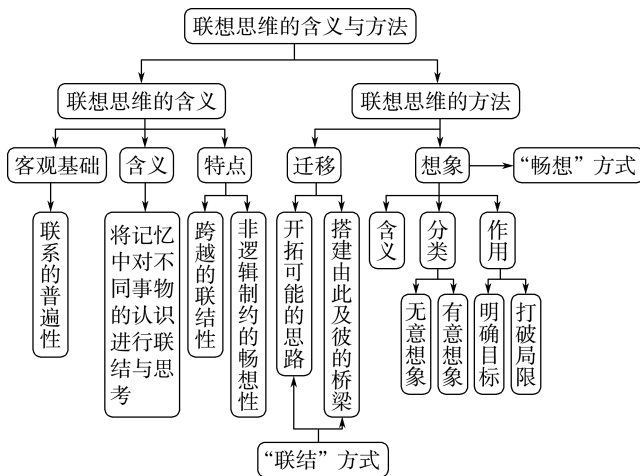 联想思维的含义与方法
联想思维的含义
联想思维的方法
客观基础
含义
特点
迁移
想象
“畅想”方式
联系的普遍性
将记忆
中对不
同事物
的认识
进行联
结与思
考
跨越的联结性
非逻辑制约的畅想性
开拓可能的思路
搭建由此及彼的桥梁
含义
分类
作用
无意想象
有意想象
明确目标
打破局限
“联结”方式